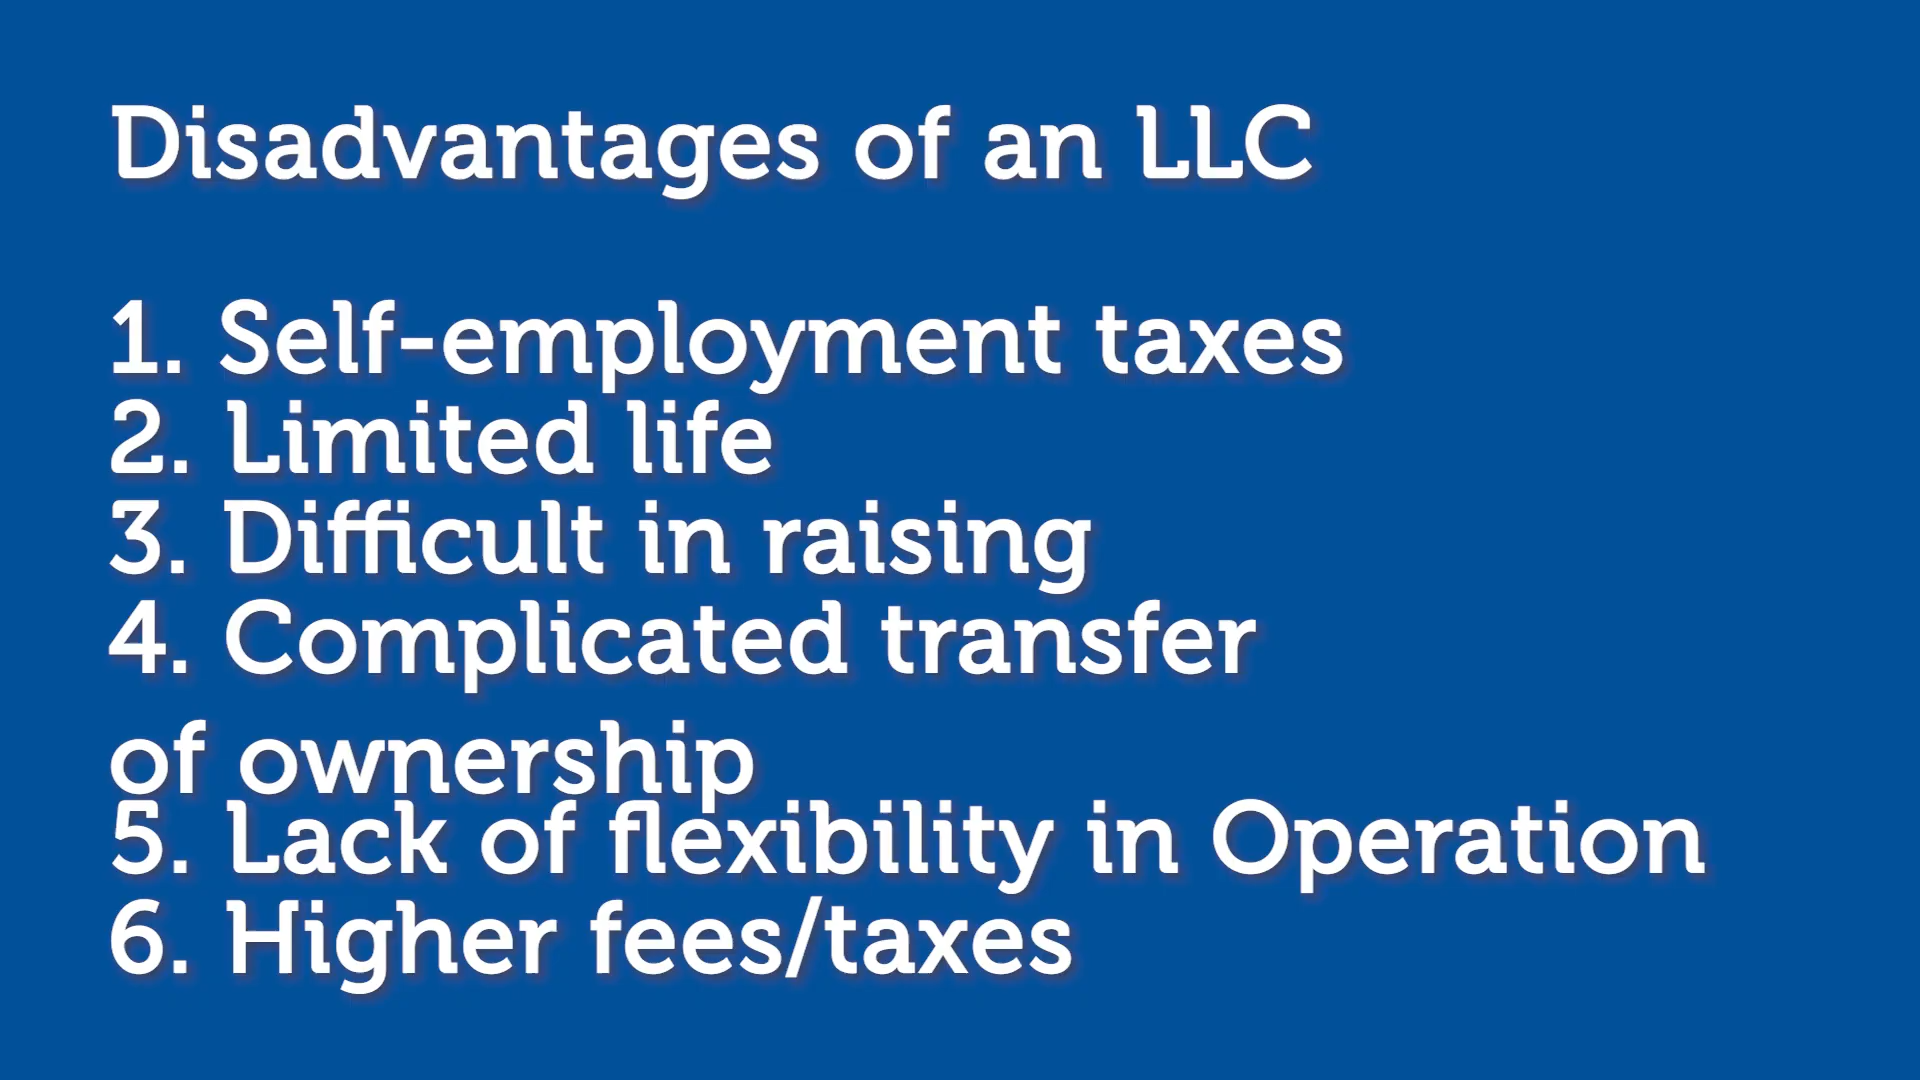 Disadvantages of an LLC
1. Self-employment taxes
2. Limited life
3. Difficult in raising
4. Complicated transfer
of ownership
5. Lack of flexibility in Operation
6. Higher fees/taxes